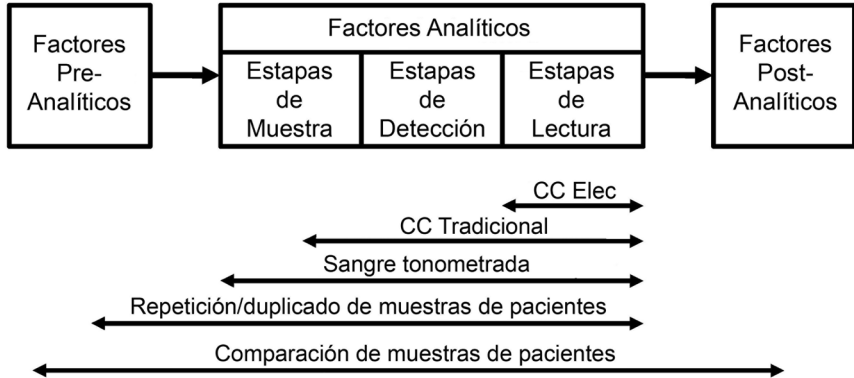 Factores
Pre-
Analíticos
Factores Analíticos
Estapas
de
Muestra
Estapas
de
Detección
Estapas
de
Lectura
Factores
Post-
Analíticos
CC Elec
CC Tradicional
Sangre tonometrada
Repetición/duplicado de muestras de pacientes
Comparación de muestras de pacientes